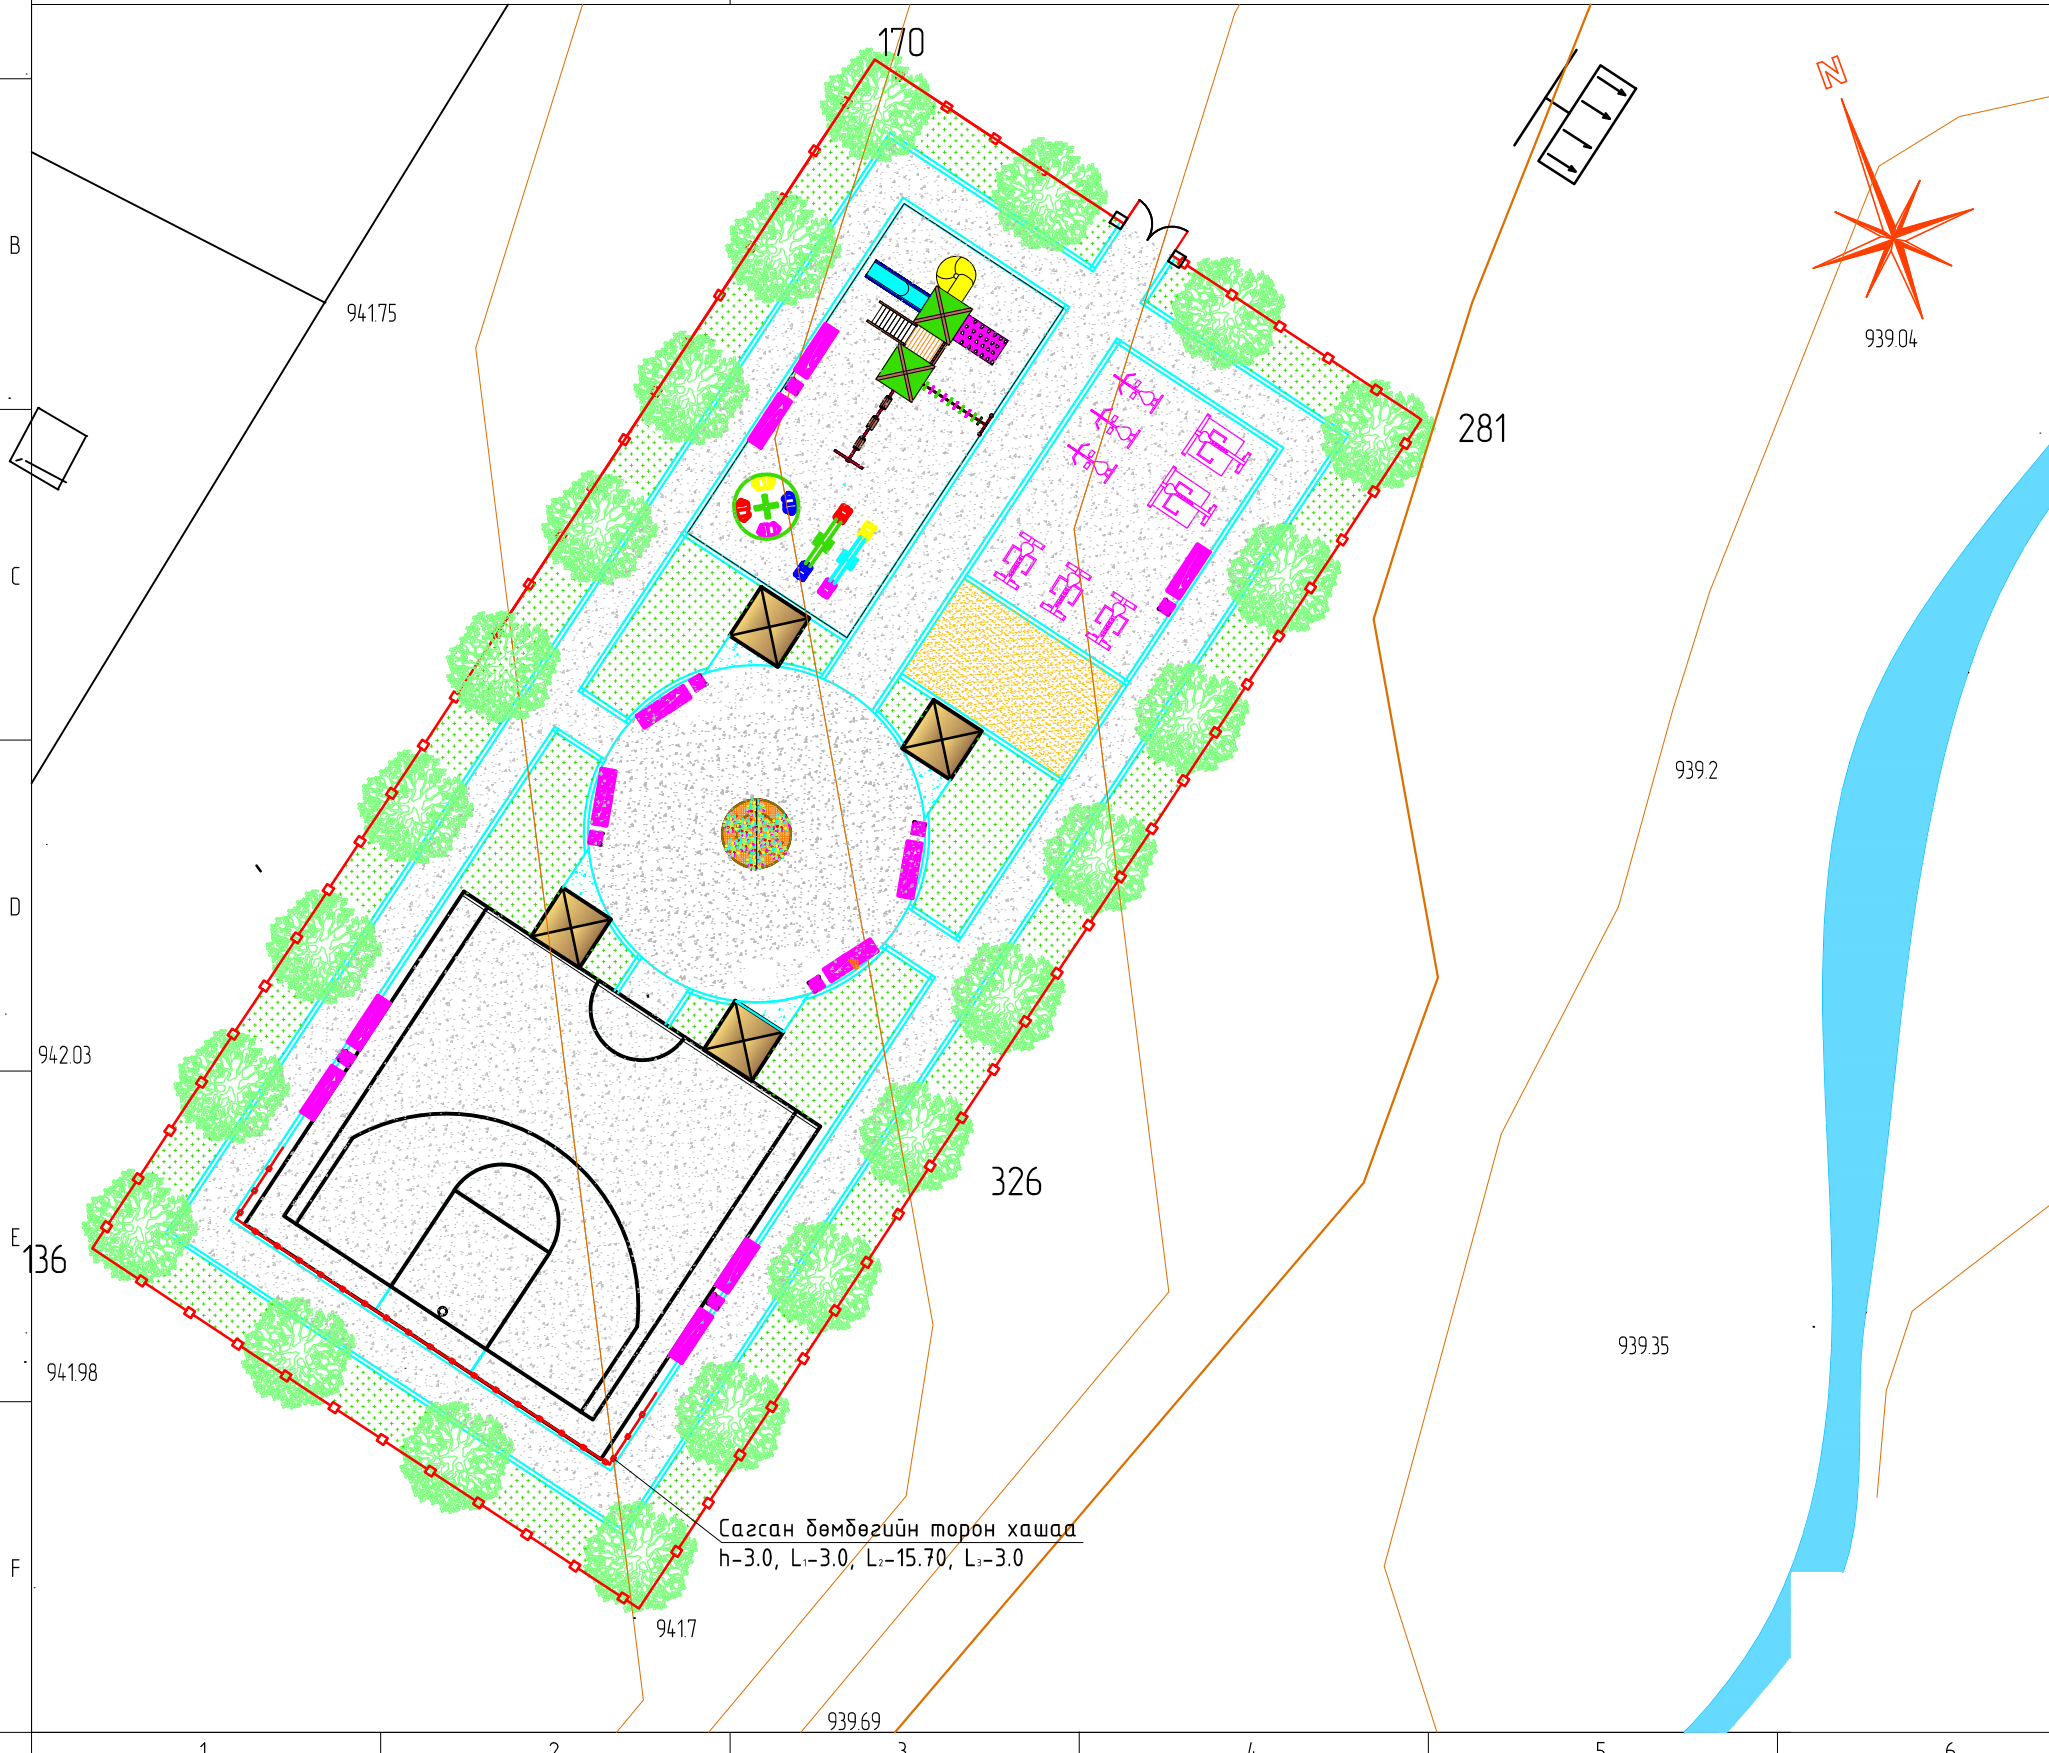 170
N
B
941.75
939.04
281
C
939.2
D
942.03
326
E
136
939.35
941.98
Сагсан бөмбөгийн торон хашаа
F
h-3.0, L1-3.0, L2-15.70, L3-3.0
941.7
939.69
1 2 3 4 5 6